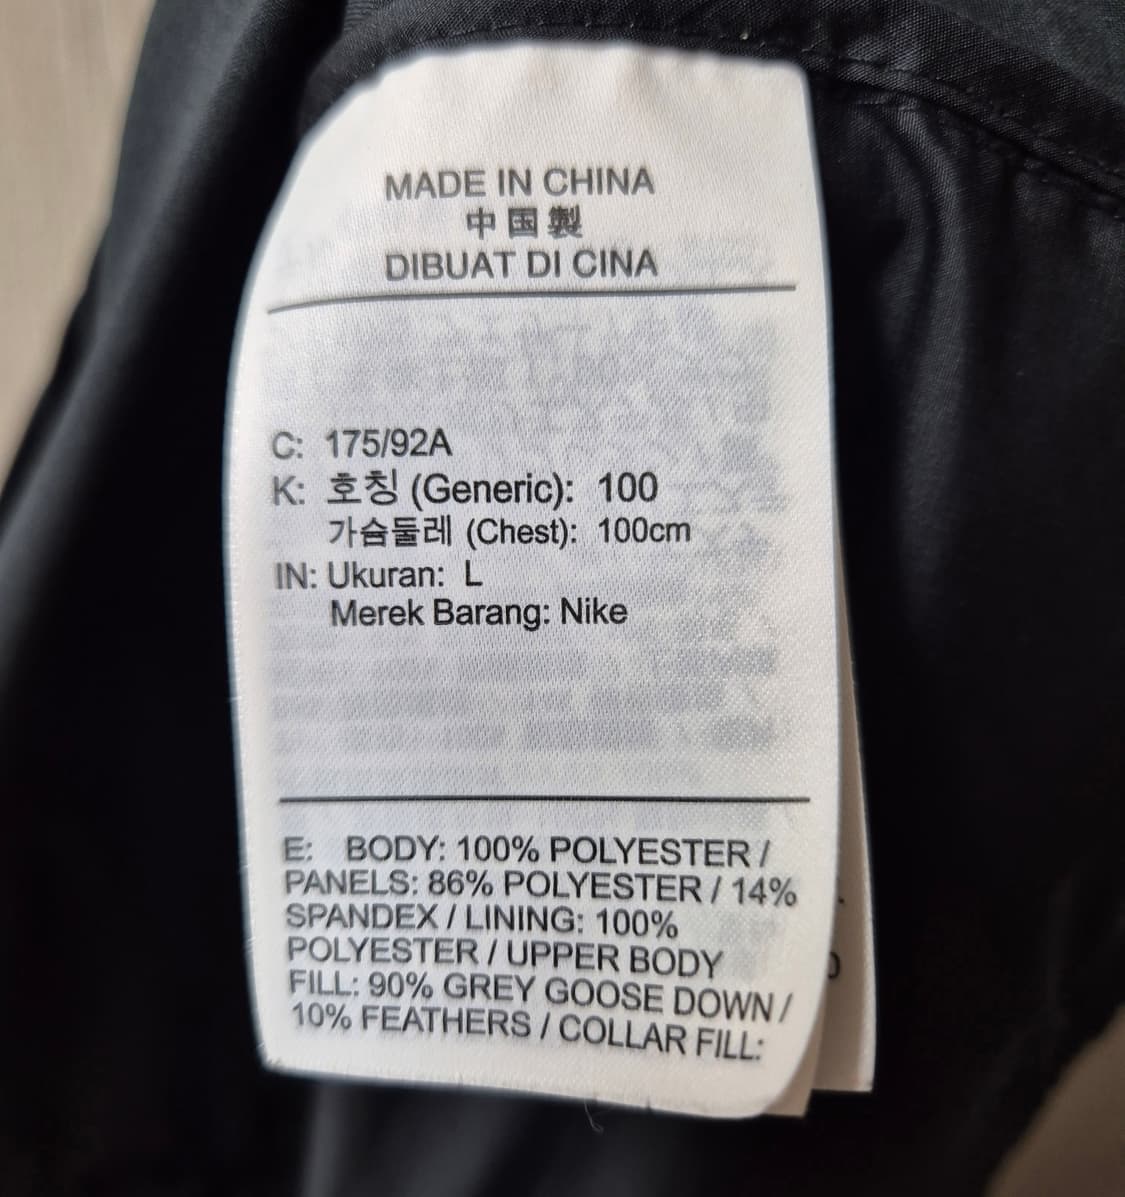 MADE IN CHINA
中国製
DIBUAT DI CINA
C: 175/92A
K: 호칭 (Generic): 100
가슴둘레 (Chest): 100cm
IN: Ukuran: L
Merek Barang: Nike
E: BODY: 100% POLYESTER /
PANELS: 86% POLYESTER / 14%
SPANDEX / LINING: 100%
POLYESTER / UPPER BODY
FILL: 90% GREY GOOSE DOWN /
10% FEATHERS / COLLAR FILL: